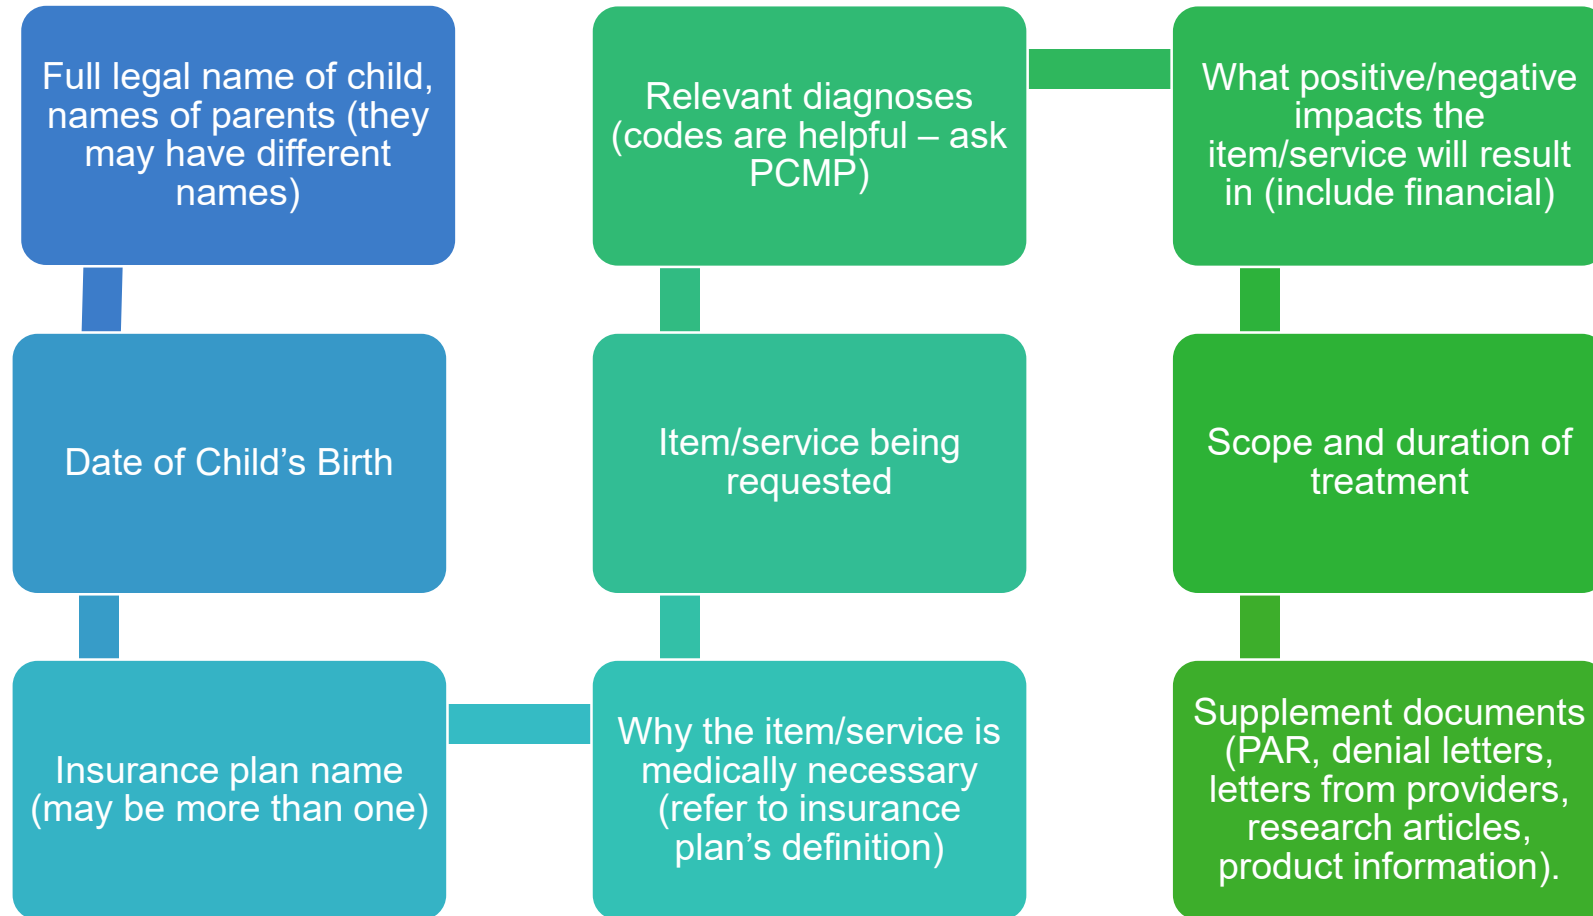 Full legal name of child,
names of parents (they
may have different
names)
Date of Child’s Birth
Insurance plan name
(may be more than one)
Why the item/service is
medically necessary
(refer to insurance
plan’s definition)
Item/service being
requested
Relevant diagnoses
(codes are helpful – ask
PCMP)
What positive/negative
impacts the
item/service will result
in (include financial)
Scope and duration of
treatment
Supplement documents
(PAR, denial letters,
letters from providers,
research articles,
product information).